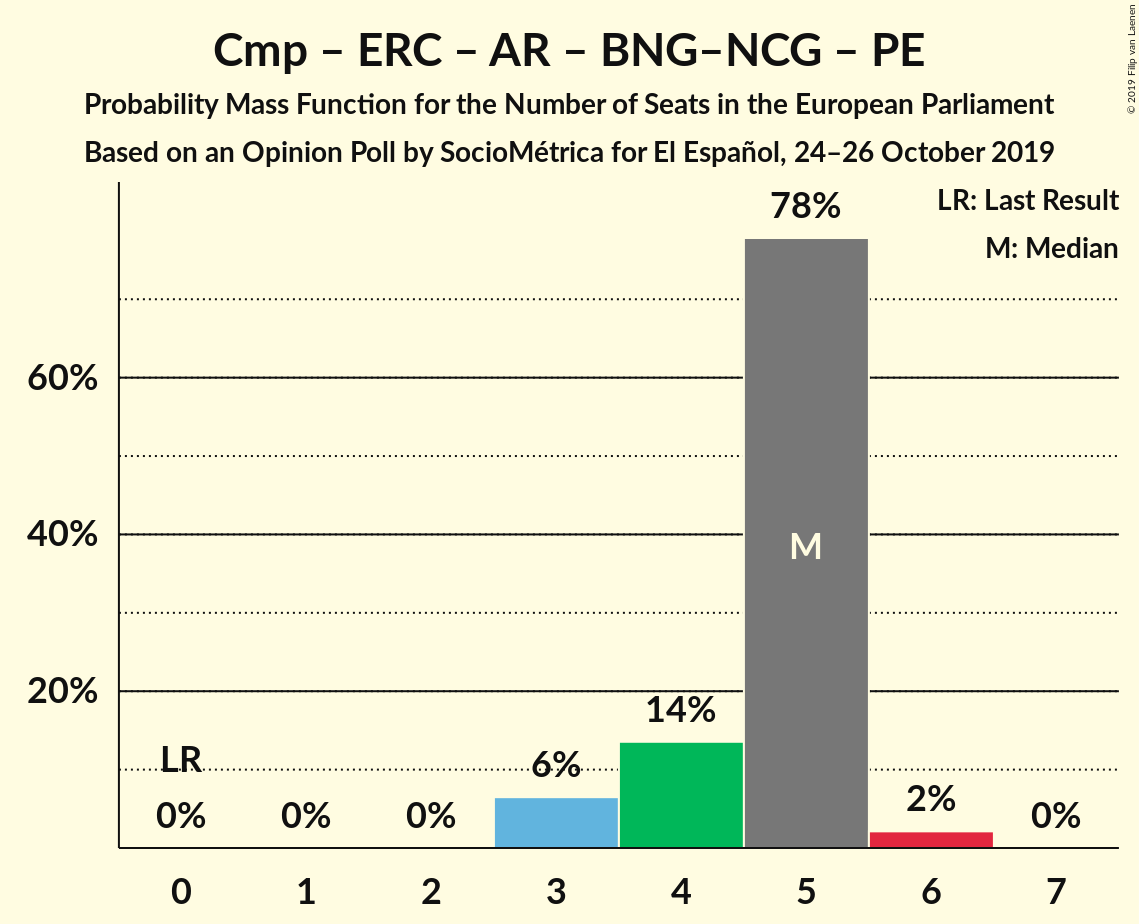 Cmp – ERC – AR – BNG–NCG – PE
Probability Mass Function for the Number of Seats in the European Parliament
Based on an Opinion Poll by SocioMétrica for El Español, 24–26 October 2019
© 2019 Filip van Laenen
LR: Last Result
M: Median
78%
60%
40%
20%
M
14%
LR
6%
2%
0%
0%
0%
0%
0 1 2 3 4 5 6 7